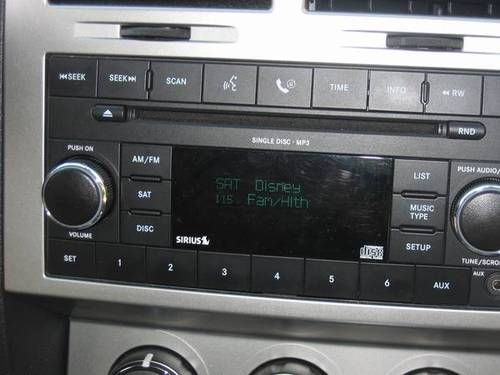 SEEK SEEK SCAN TIME INFO RW
SINGLE DISC · MP3 RND
PUSH ON AM/FM SAT Disney LIST PUSH AUDIO/
SAT 115. Fam/Hlth MUSIC TYPE
VOLUME DISC SIRIUS SETUP TUNE/SCRO
SET 1 2 3 4 5 6 AUX AUX